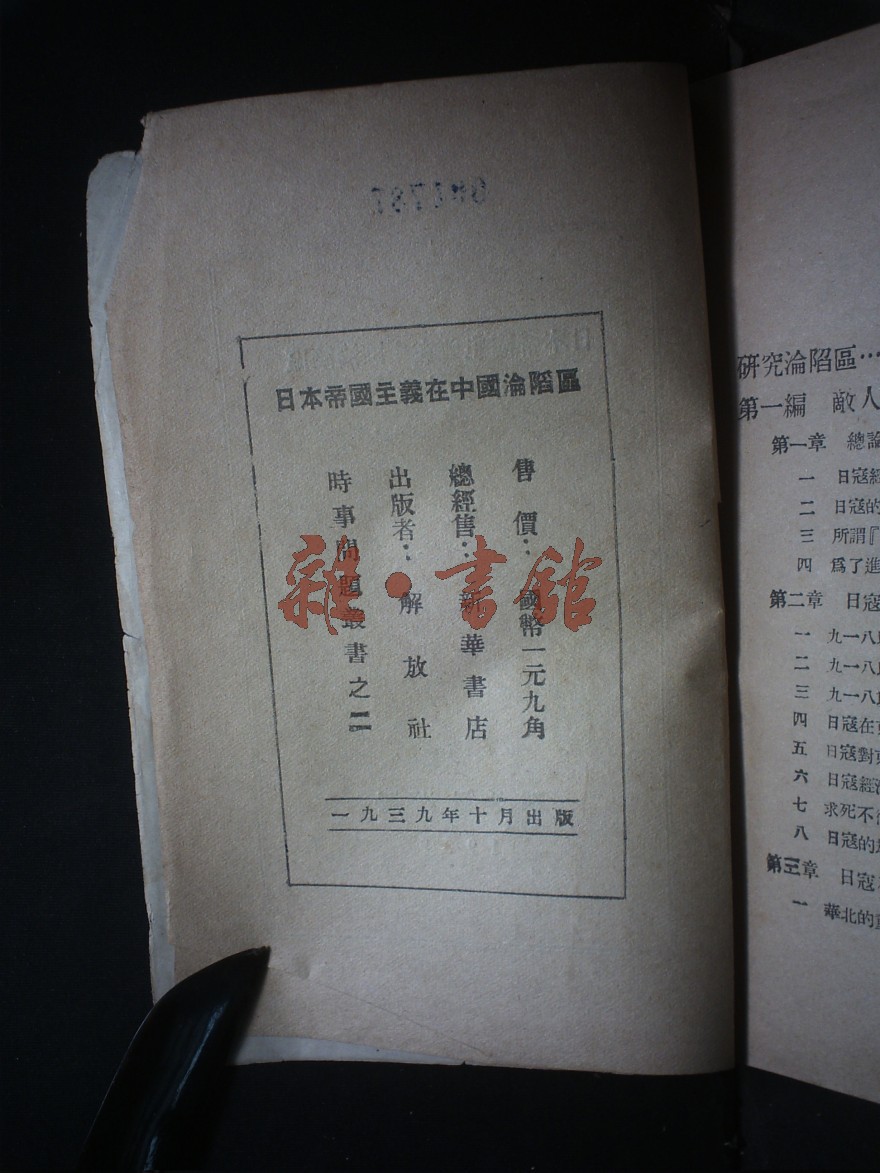 日本帝國主義在中國淪陷區
時事問題叢書之二
出版者：解放社
總經售：新華書店
售價：國幣一元九角
一九三九年十月出版
雜·書館
研究淪陷區…
第一編 敵人
第一章 總論
一 日寇經
二 日寇的
三 所謂『
四 爲了進
第二章 日寇
一 九一八
二 九一八
三 九一八
四 日寇在
五 日寇對
六 日寇經濟
七 求死不
八 日寇的
第三章 日寇
一 華北的